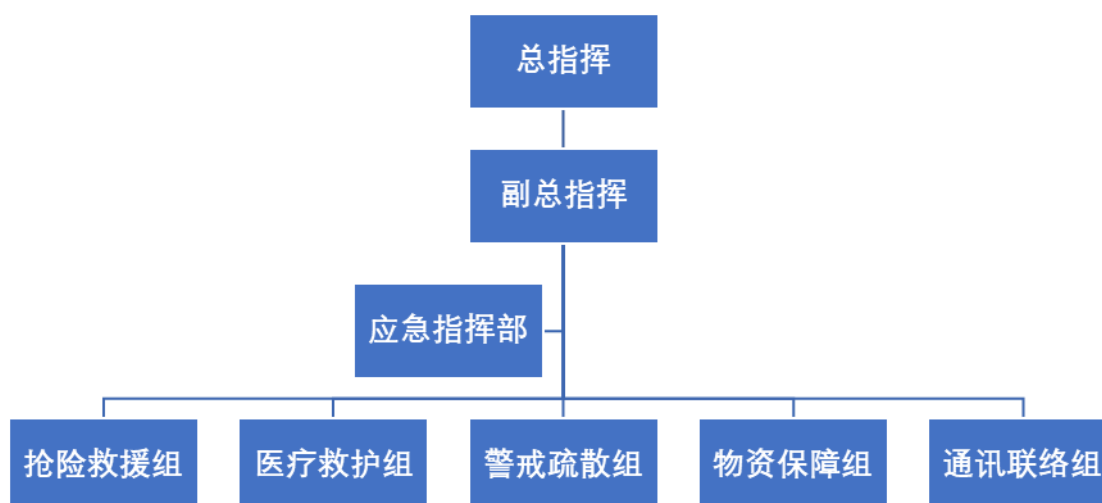 总指挥
副总指挥
应急指挥部
抢险救援组
医疗救护组
警戒疏散组
物资保障组
通讯联络组